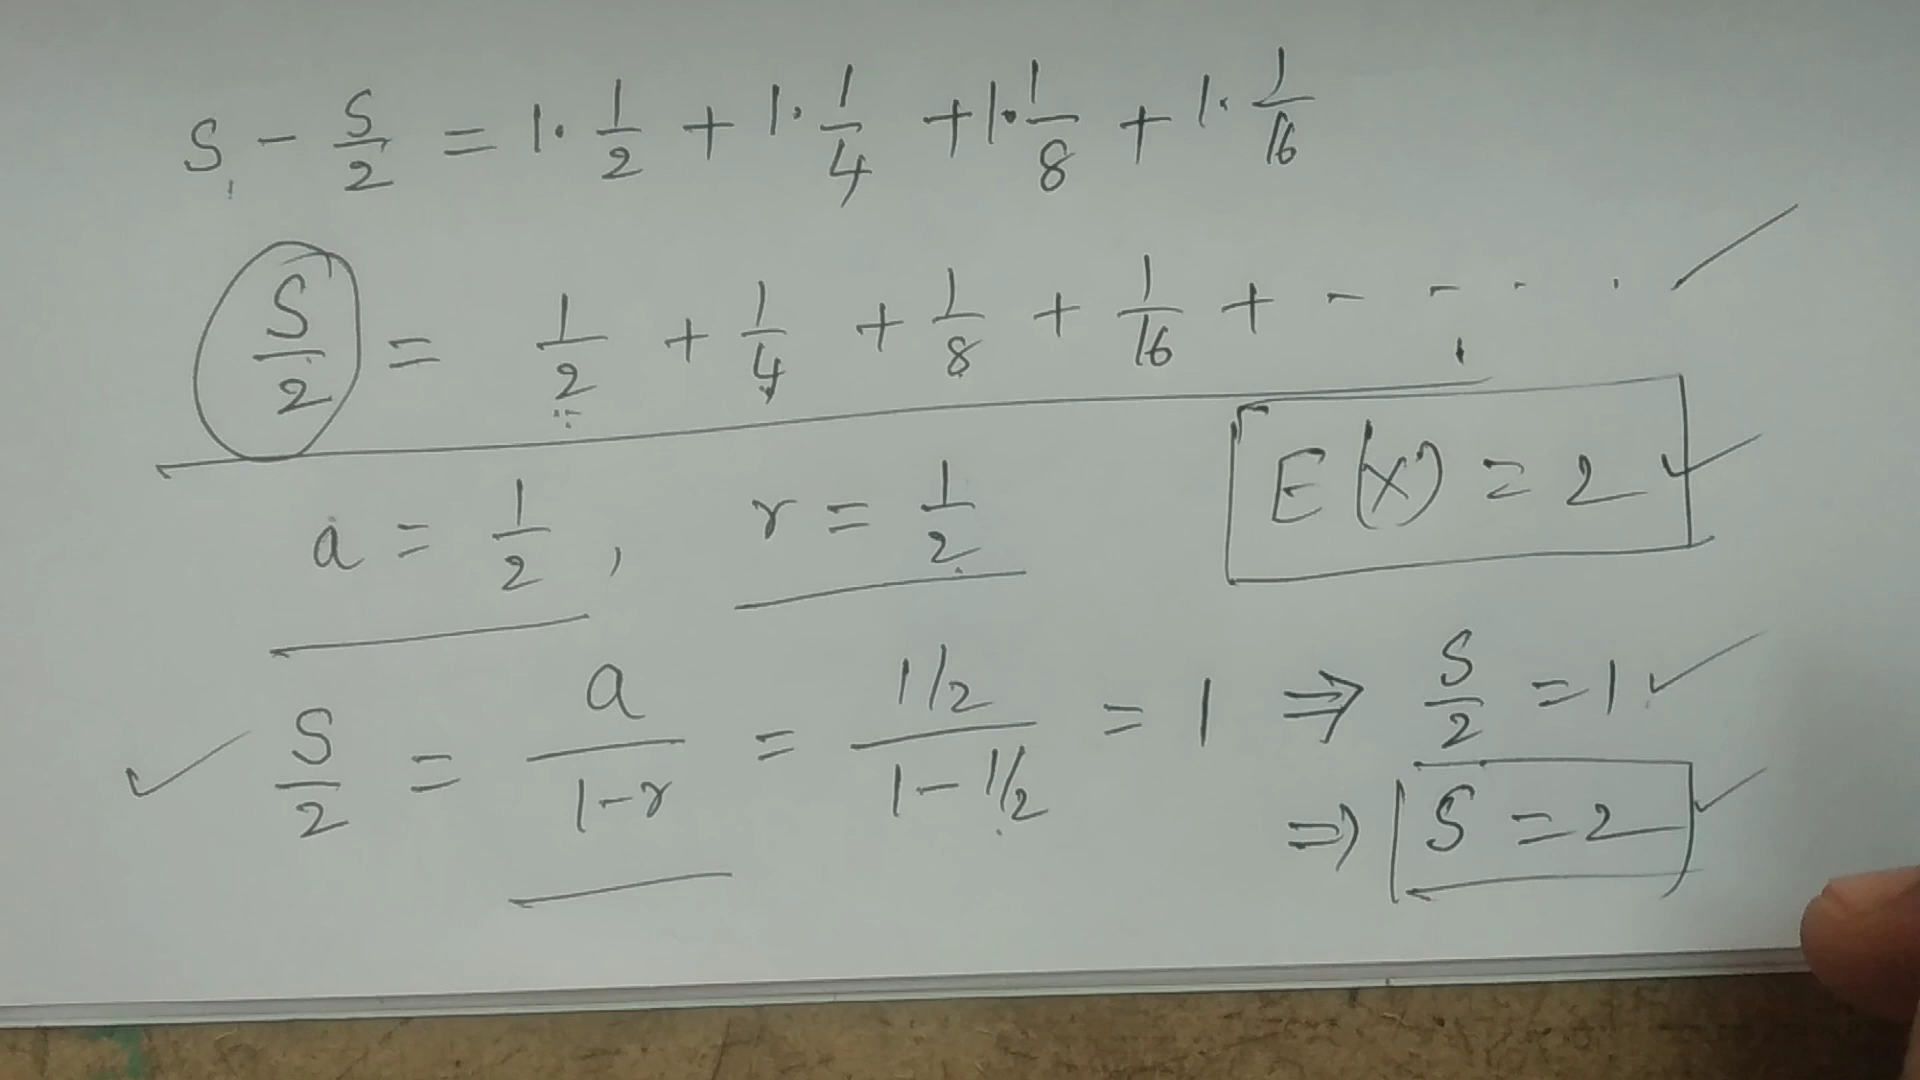 S - S/2 = 1·1/2 + 1·1/4 + 1·1/8 + 1·1/16
S/2 = 1/2 + 1/4 + 1/8 + 1/16 + - - · ·
E(X) = 2
a = 1/2, r = 1/2
S/2 = a/(1-r) = (1/2)/(1-1/2) = 1 ⇒ S/2 = 1
⇒ S = 2